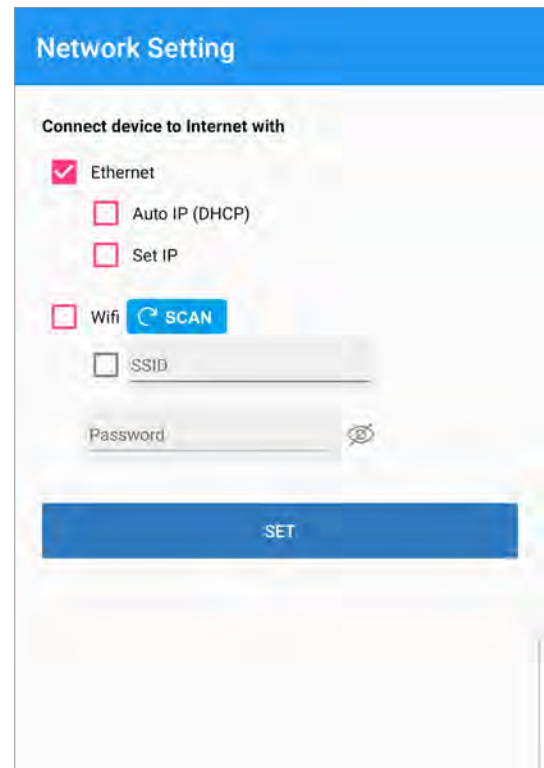 Network Setting
Connect device to Internet with
Ethernet
Auto IP (DHCP)
Set IP
Wifi SCAN
SSID
Password
SET